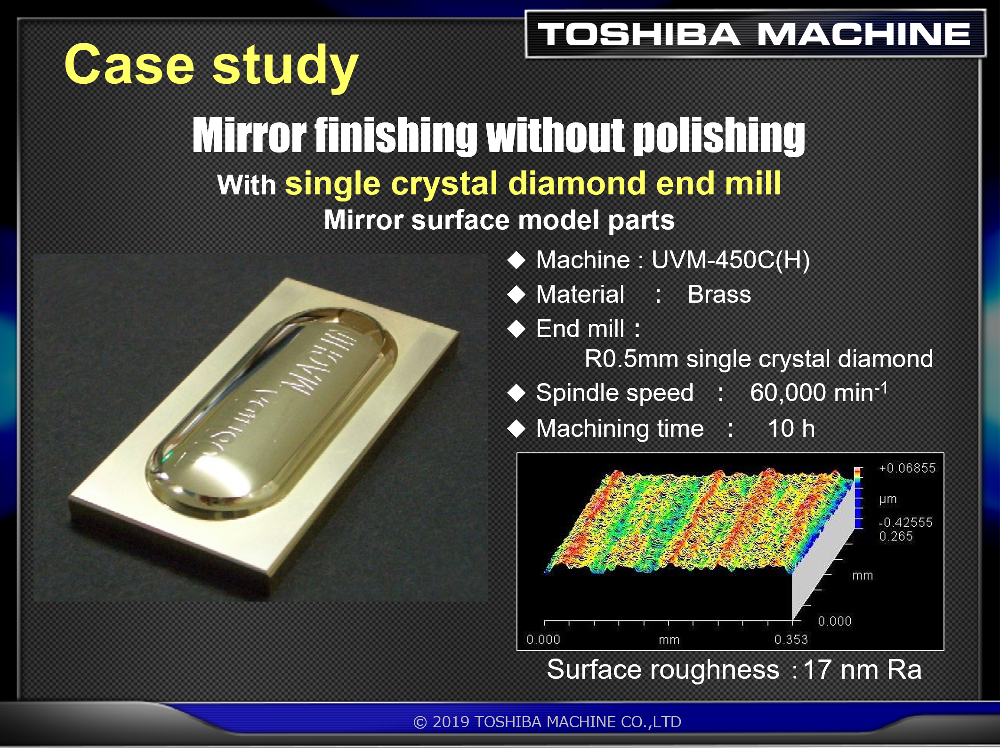 TOSHIBA MACHINE
Case study
Mirror finishing without polishing
With single crystal diamond end mill
Mirror surface model parts
◆ Machine : UVM-450C(H)
◆ Material : Brass
◆ End mill :
R0.5mm single crystal diamond
◆ Spindle speed : 60,000 min⁻¹
◆ Machining time : 10 h
+0.06855
µm
-0.42555
0.265
mm
0.000
0.000 mm 0.353
Surface roughness : 17 nm Ra
© 2019 TOSHIBA MACHINE CO.,LTD